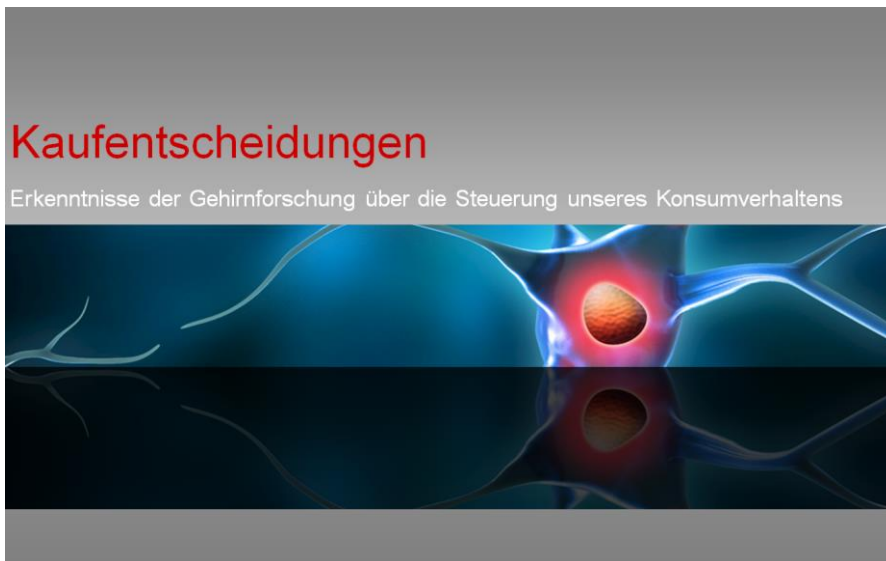 Kaufentscheidungen
Erkenntnisse der Gehirnforschung über die Steuerung unseres Konsumverhaltens